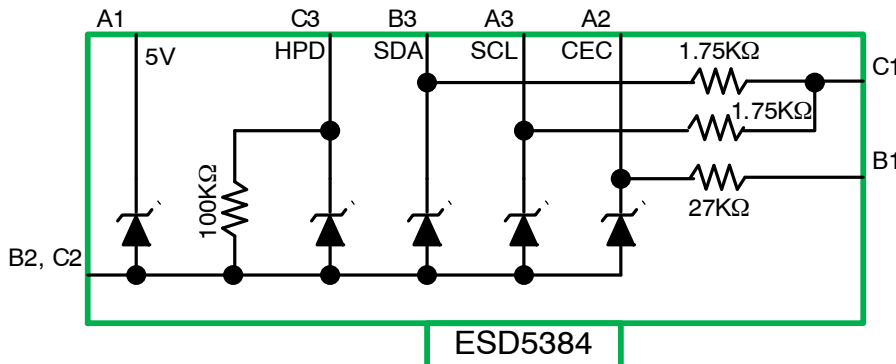 A1 C3 B3 A3 A2
5V HPD SDA SCL CEC 1.75KΩ
C1
1.75KΩ
B1
100KΩ
27KΩ
B2, C2
ESD5384